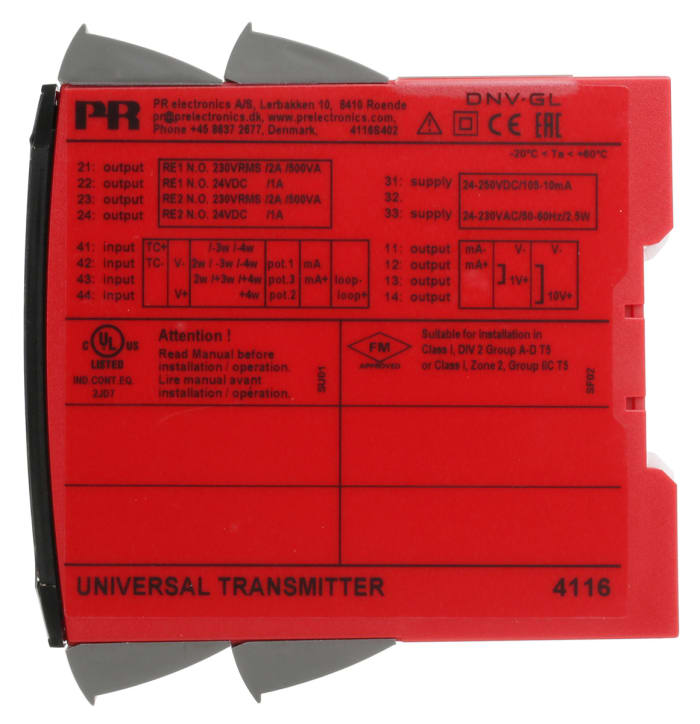 PR
PR electronics A/S, Lerbakken 10, 8410 Roende
pr@prelectronics.dk, www.prelectronics.com,
Phone +45 8637 2677, Denmark. 4116S402
DNV·GL
CE EAC
-20°C < Ta < +60°C
21: output RE1 N.O. 230VRMS /2A /500VA
22: output RE1 N.O. 24VDC /1A
23: output RE2 N.O. 230VRMS /2A /500VA
24: output RE2 N.O. 24VDC /1A
31: supply 24-250VDC/105-10mA
32.
33: supply 24-230VAC/50-60Hz/2.5W
41: input TC+ /-3w /-4w
42: input TC- V- 2w / -3w /-4w pot.1 mA
43: input 2w /+3w /+4w pot.3 mA+ loop-
44: input V+ +4w pot.2 loop+
11: output mA- V- V-
12: output mA+
13: output 1V+
14: output 10V+
C UL US
LISTED
IND.CONT.EQ.
2JD7
Attention !
Read Manual before
installation / operation.
Lire manual avant
installation / opération.
SU01
FM
APPROVED
Suitable for Installation in
Class I, DIV 2 Group A-D T5
or Class I, Zone 2, Group IIC T5
SF02
UNIVERSAL TRANSMITTER 4116